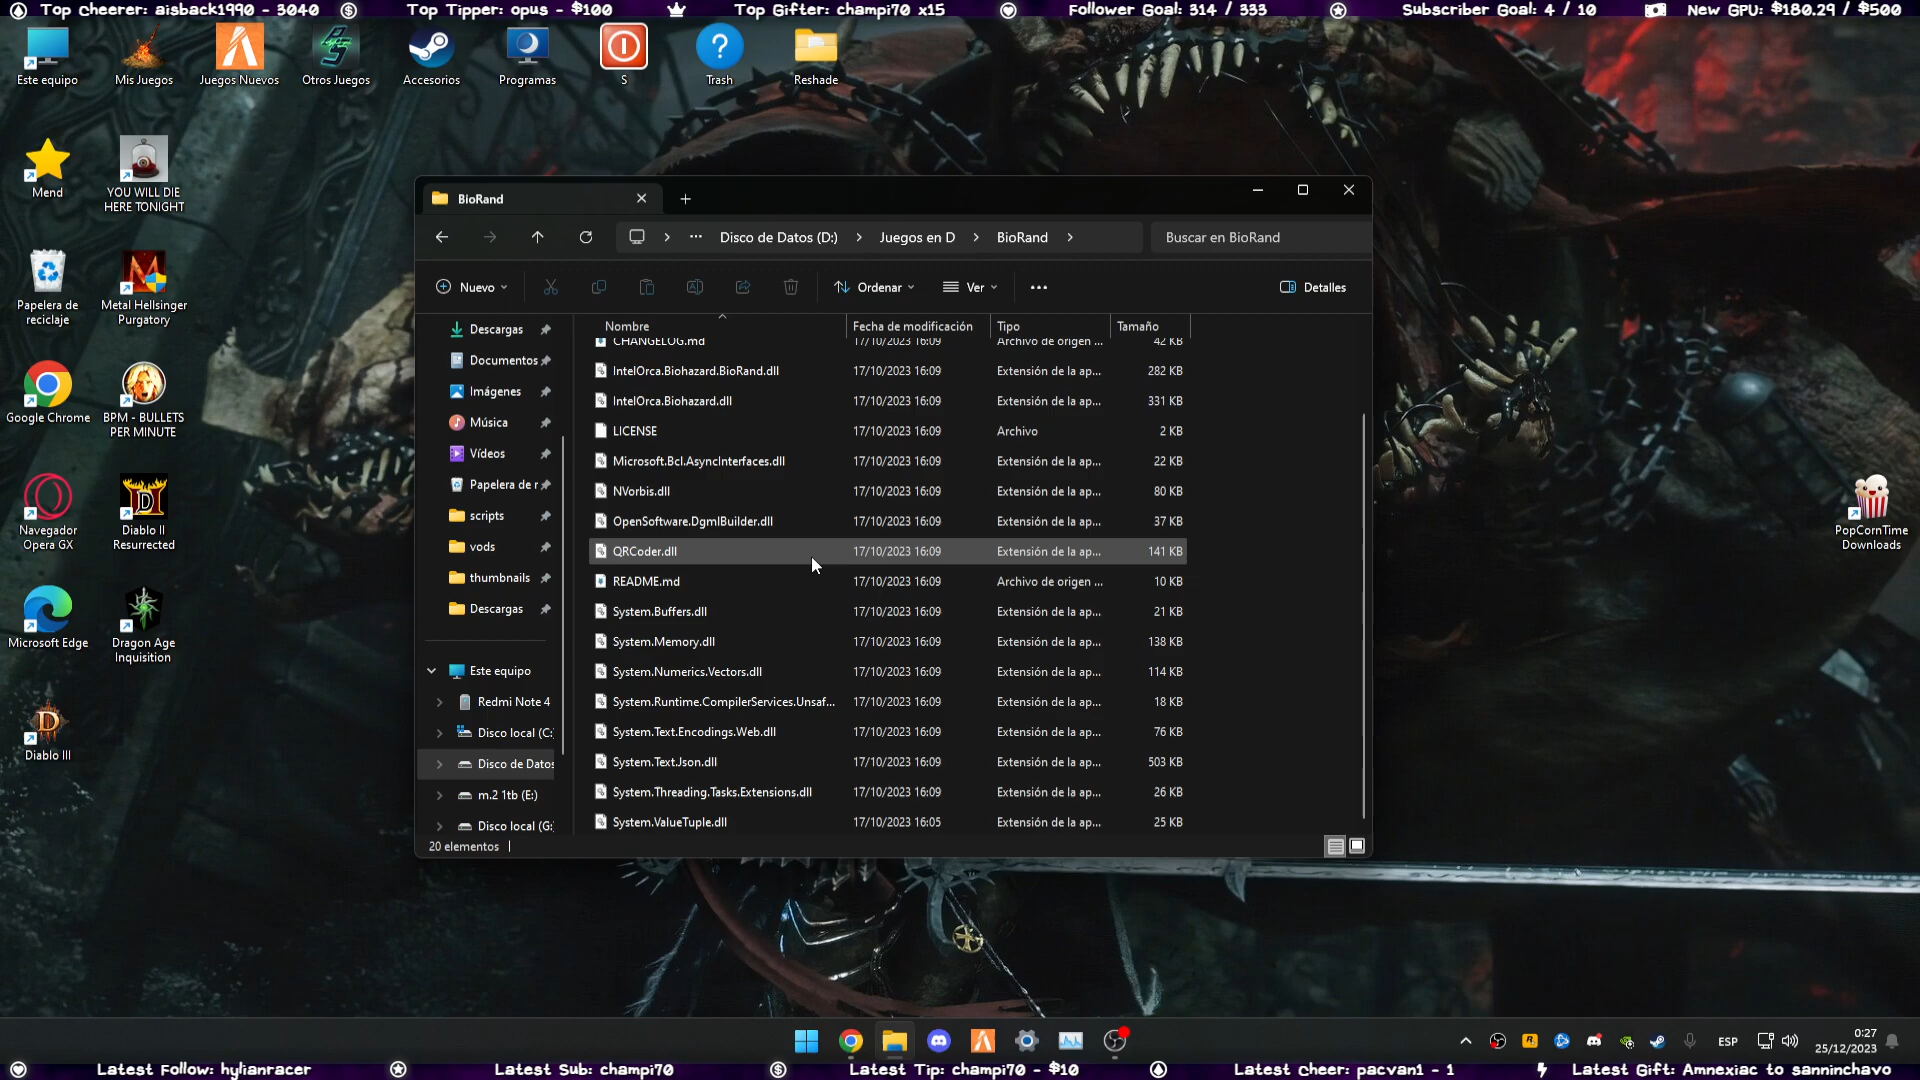 Top Cheerer: aisback1990 - 3040
Top Tipper: opus - $100
Top Gifter: champi70 x15
Follower Goal: 314 / 333
Subscriber Goal: 4 / 10
New GPU: $180.29 / $500
Este equipo
Mis Juegos
Juegos Nuevos
Otros Juegos
Accesorios
Programas
S
Trash
Reshade
Mend
YOU WILL DIE
HERE TONIGHT
Papelera de
reciclaje
Metal Hellsinger
Purgatory
Google Chrome
BPM - BULLETS
PER MINUTE
Navegador
Opera GX
Diablo II
Resurrected
Microsoft Edge
Dragon Age
Inquisition
Diablo III
PopCornTime
Downloads
BioRand
Disco de Datos (D:)
Juegos en D
BioRand
Buscar en BioRand
Nuevo
Ordenar
Ver
Detalles
Descargas
Documentos
Imágenes
Música
Vídeos
Papelera de r
scripts
vods
thumbnails
Descargas
Este equipo
Redmi Note 4
Disco local (C:
Disco de Datos
m.2 1tb (E:)
Disco local (G:
Nombre Fecha de modificación Tipo Tamaño
CHANGELOG.md 17/10/2023 16:09 Archivo de origen ... 42 KB
IntelOrca.Biohazard.BioRand.dll 17/10/2023 16:09 Extensión de la ap... 282 KB
IntelOrca.Biohazard.dll 17/10/2023 16:09 Extensión de la ap... 331 KB
LICENSE 17/10/2023 16:09 Archivo 2 KB
Microsoft.Bcl.AsyncInterfaces.dll 17/10/2023 16:09 Extensión de la ap... 22 KB
NVorbis.dll 17/10/2023 16:09 Extensión de la ap... 80 KB
OpenSoftware.DgmlBuilder.dll 17/10/2023 16:09 Extensión de la ap... 37 KB
QRCoder.dll 17/10/2023 16:09 Extensión de la ap... 141 KB
README.md 17/10/2023 16:09 Archivo de origen ... 10 KB
System.Buffers.dll 17/10/2023 16:09 Extensión de la ap... 21 KB
System.Memory.dll 17/10/2023 16:09 Extensión de la ap... 138 KB
System.Numerics.Vectors.dll 17/10/2023 16:09 Extensión de la ap... 114 KB
System.Runtime.CompilerServices.Unsaf... 17/10/2023 16:09 Extensión de la ap... 18 KB
System.Text.Encodings.Web.dll 17/10/2023 16:09 Extensión de la ap... 76 KB
System.Text.Json.dll 17/10/2023 16:09 Extensión de la ap... 503 KB
System.Threading.Tasks.Extensions.dll 17/10/2023 16:09 Extensión de la ap... 26 KB
System.ValueTuple.dll 17/10/2023 16:05 Extensión de la ap... 25 KB
20 elementos
ESP
0:27
25/12/2023
Latest Follow: hylianracer
Latest Sub: champi70
Latest Tip: champi70 - $10
Latest Cheer: pacvan1 - 1
Latest Gift: Amnexiac to sanninchavo